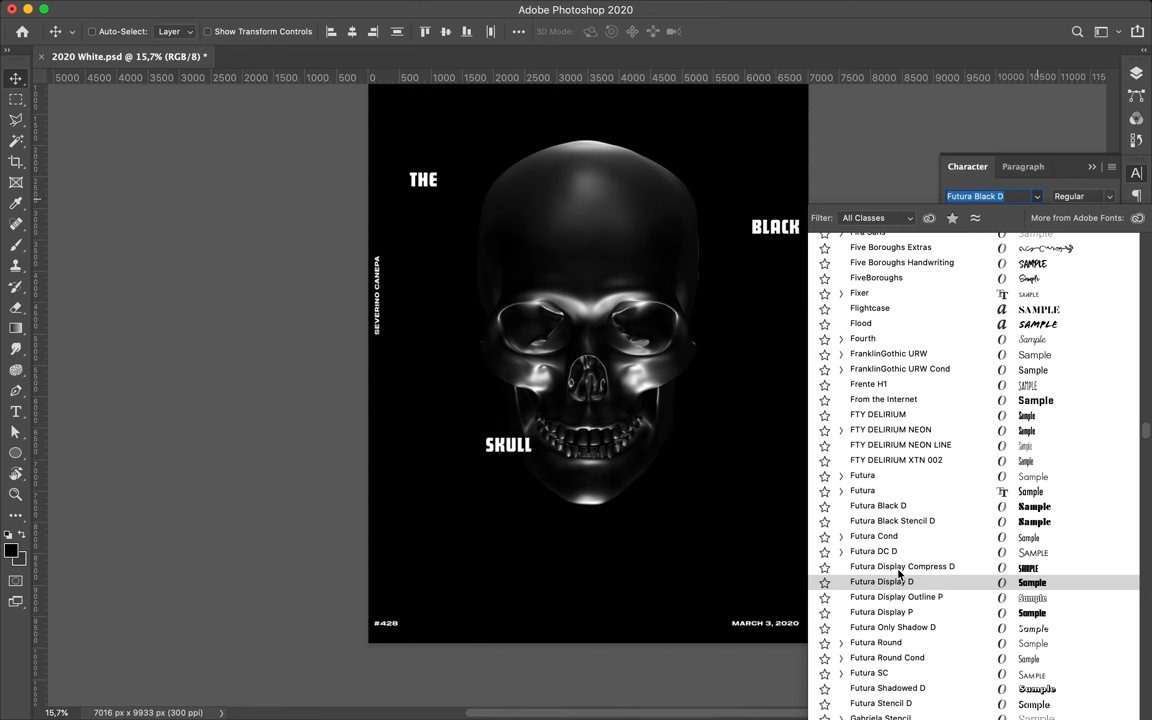 Adobe Photoshop 2020
Auto-Select: Layer Show Transform Controls 3D Mode:
2020 White.psd @ 15,7% (RGB/8) *
5000 4500 4000 3500 3000 2500 2000 1500 1000 500 0 500 1000 1500 2000 2500 3000 3500 4000 4500 5000 5500 6000 6500 7000 7500 8000 8500 9000 9500 10000 10500 11000 115
Character Paragraph
THE
Futura Black D Regular
Filter: All Classes More from Adobe Fonts:
BLACK
SEVERINO CANEPA
SKULL
#428 MARCH 3, 2020
Five Boroughs Extras
Five Boroughs Handwriting SAMPLE
FiveBoroughs Sample
Fixer SAMPLE
Flightcase SAMPLE
Flood SAMPLE
Fourth Sample
FranklinGothic URW Sample
FranklinGothic URW Cond Sample
Frente H1 SAMPLE
From the Internet Sample
FTY DELIRIUM Sample
FTY DELIRIUM NEON Sample
FTY DELIRIUM NEON LINE Sample
FTY DELIRIUM XTN 002 Sample
Futura Sample
Futura Sample
Futura Black D Sample
Futura Black Stencil D Sample
Futura Cond Sample
Futura DC D SAMPLE
Futura Display Compress D SAMPLE
Futura Display D Sample
Futura Display Outline P Sample
Futura Display P Sample
Futura Only Shadow D Sample
Futura Round Sample
Futura Round Cond Sample
Futura SC SAMPLE
Futura Shadowed D Sample
Futura Stencil D Sample
Gabriela Stencil
15,7% 7016 px x 9933 px (300 ppi)